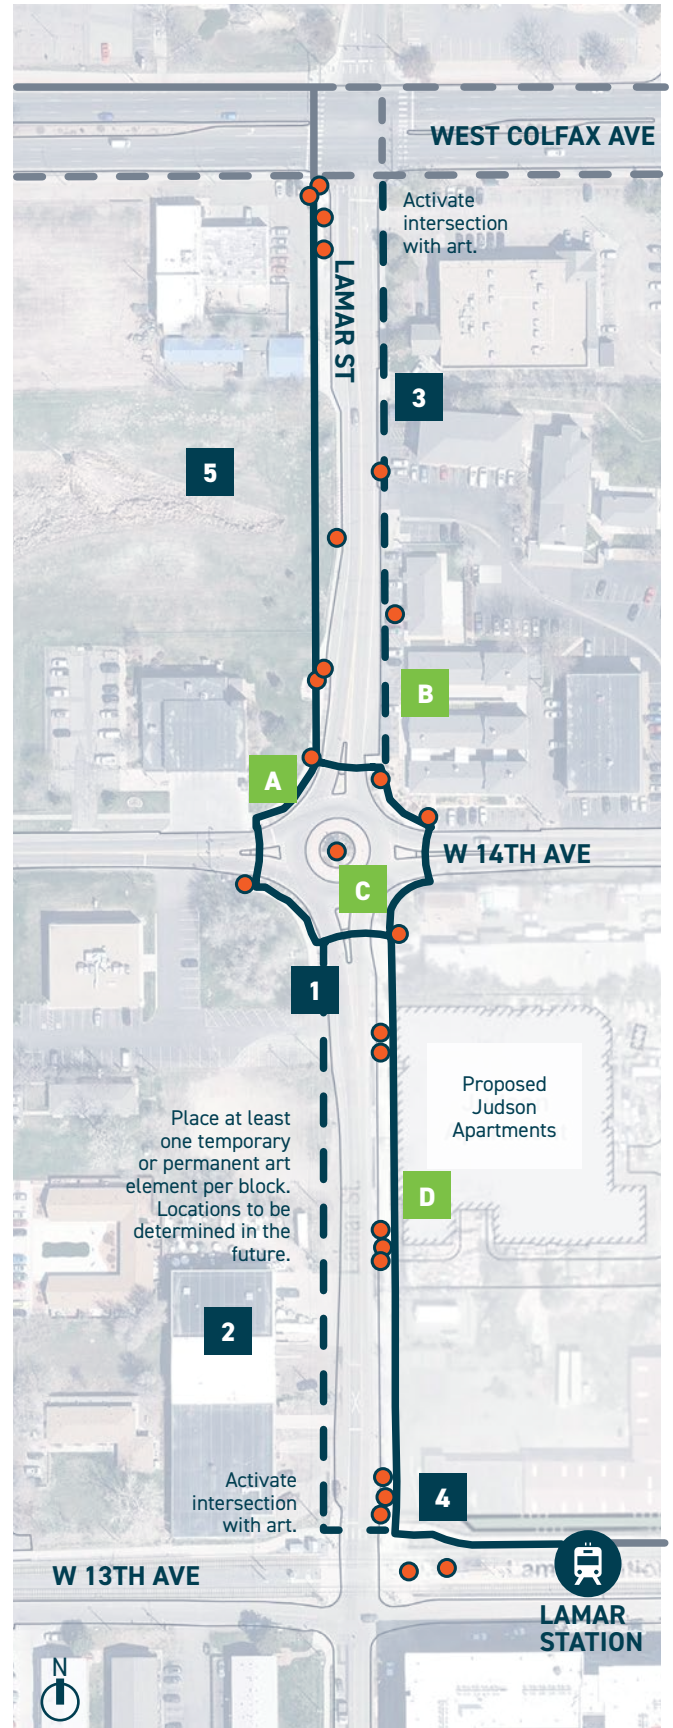 WEST COLFAX AVE
Activate
intersection
with art.
LAMAR ST
3
5
B
A
W 14TH AVE
C
1
Proposed
Judson
Apartments
Place at least
one temporary
or permanent art
element per block.
Locations to be
determined in the
future.
D
2
Activate
intersection
with art.
4
W 13TH AVE
LAMAR
STATION
N